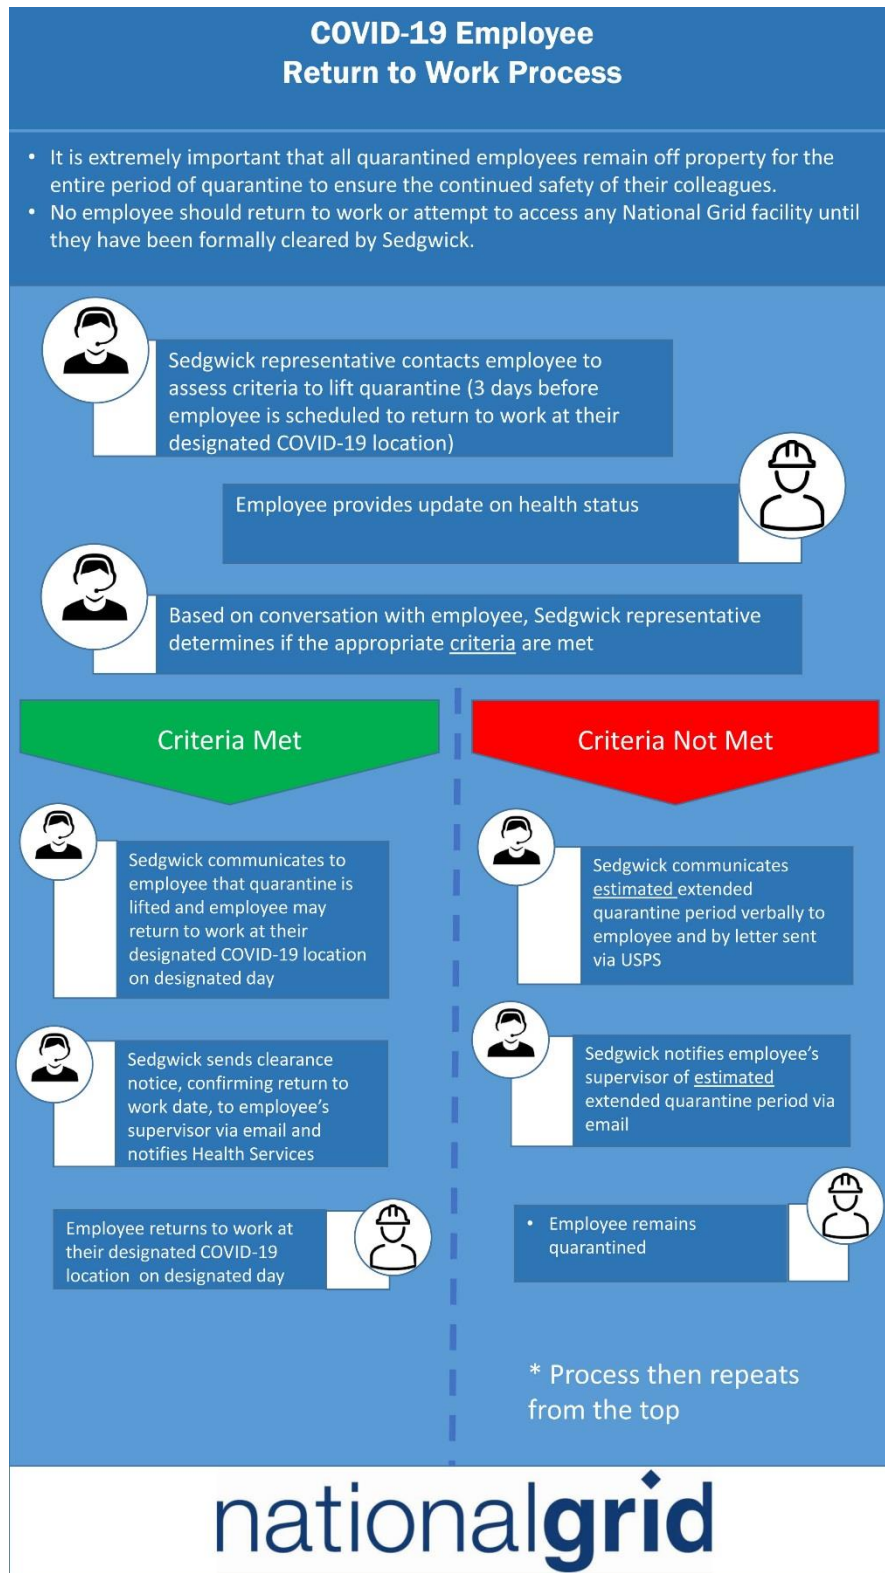 COVID-19 Employee
Return to Work Process
• It is extremely important that all quarantined employees remain off property for the
entire period of quarantine to ensure the continued safety of their colleagues.
• No employee should return to work or attempt to access any National Grid facility until
they have been formally cleared by Sedgwick.
Sedgwick representative contacts employee to
assess criteria to lift quarantine (3 days before
employee is scheduled to return to work at their
designated COVID-19 location)
Employee provides update on health status
Based on conversation with employee, Sedgwick representative
determines if the appropriate criteria are met
Criteria Met
Sedgwick communicates to
employee that quarantine is
lifted and employee may
return to work at their
designated COVID-19 location
on designated day
Sedgwick sends clearance
notice, confirming return to
work date, to employee's
supervisor via email and
notifies Health Services
Employee returns to work at
their designated COVID-19
location on designated day
Criteria Not Met
Sedgwick communicates
estimated extended
quarantine period verbally to
employee and by letter sent
via USPS
Sedgwick notifies employee's
supervisor of estimated
extended quarantine period via
email
• Employee remains
quarantined
* Process then repeats
from the top
nationalgrid